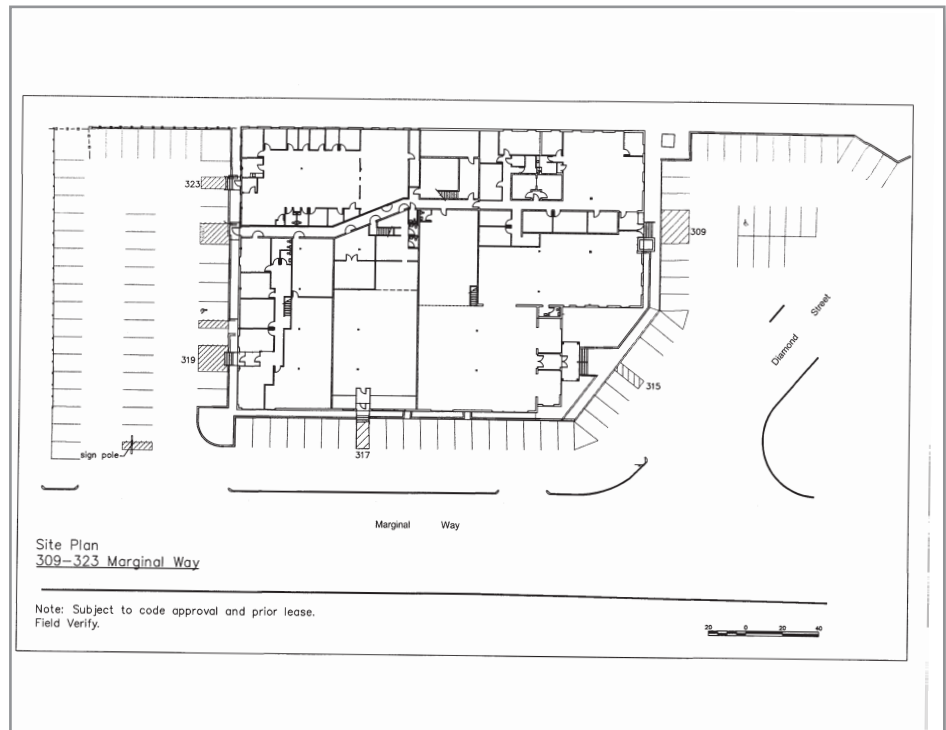 323
309
Diamond Street
319
315
317
sign pole
Marginal Way
Site Plan
309-323 Marginal Way
Note: Subject to code approval and prior lease.
Field Verify.
20 0 20 40